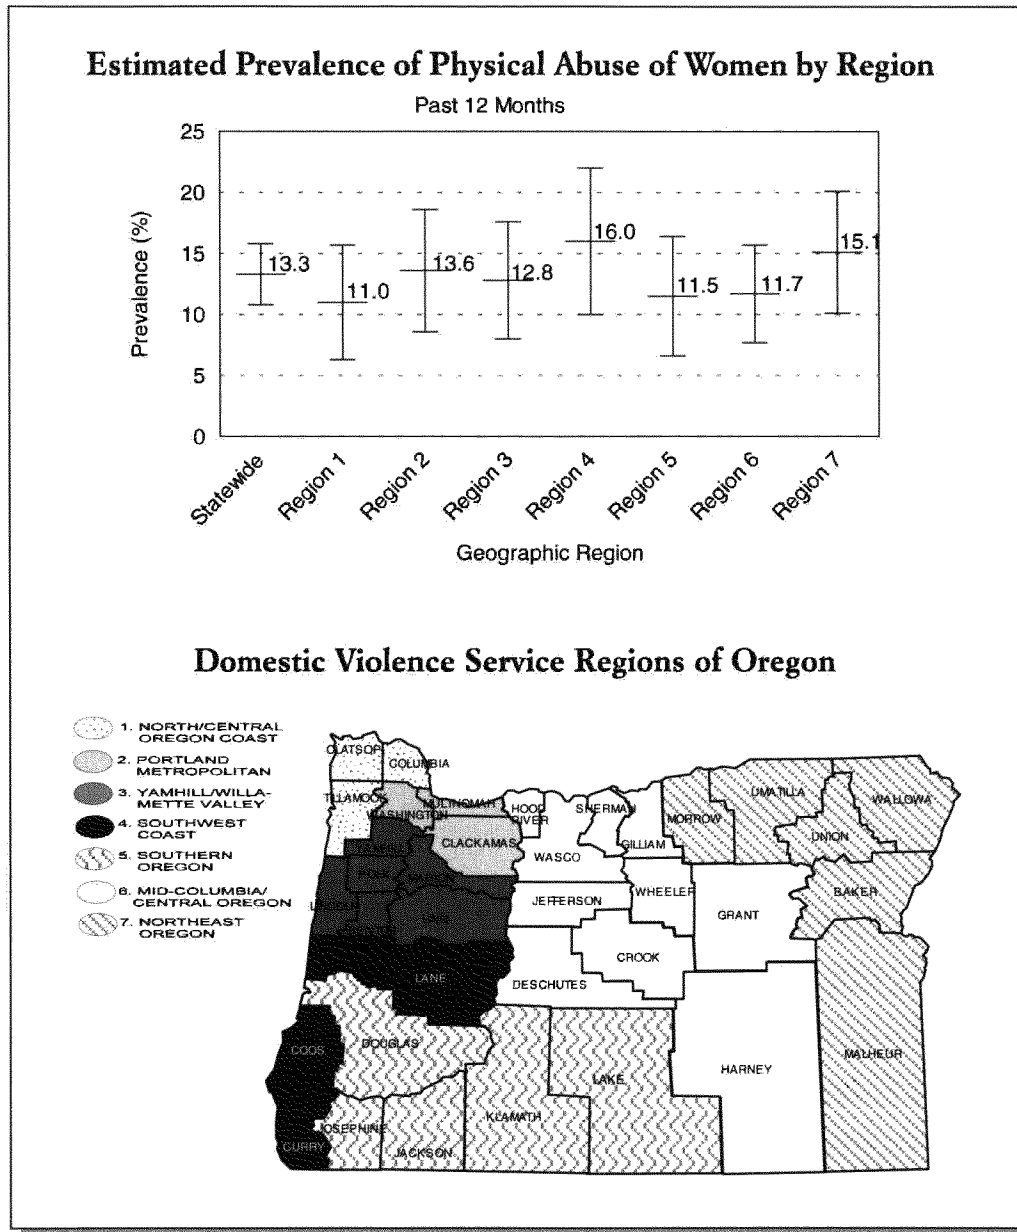 Estimated Prevalence of Physical Abuse of Women by Region
Past 12 Months
Prevalence (%)
25
20
15
10
5
0
13.3
11.0
13.6
12.8
16.0
11.5
11.7
15.1
Statewide
Region 1
Region 2
Region 3
Region 4
Region 5
Region 6
Region 7
Geographic Region
Domestic Violence Service Regions of Oregon
1. NORTH/CENTRAL
OREGON COAST
2. PORTLAND
METROPOLITAN
3. YAMHILL/WILLA-
METTE VALLEY
4. SOUTHWEST
COAST
5. SOUTHERN
OREGON
6. MID-COLUMBIA/
CENTRAL OREGON
7. NORTHEAST
OREGON
CLATSOP
COLUMBIA
TILLAMOOK
WASHINGTON
MULTNOMAH
HOOD
RIVER
SHERMAN
GILLIAM
MORROW
UMATILLA
WALLOWA
UNION
CLACKAMAS
WASCO
POLK
LINCOLN
LINN
JEFFERSON
WHEELER
GRANT
BAKER
CROOK
DESCHUTES
LANE
COOS
DOUGLAS
LAKE
HARNEY
MALHEUR
KLAMATH
JOSEPHINE
JACKSON
CURRY